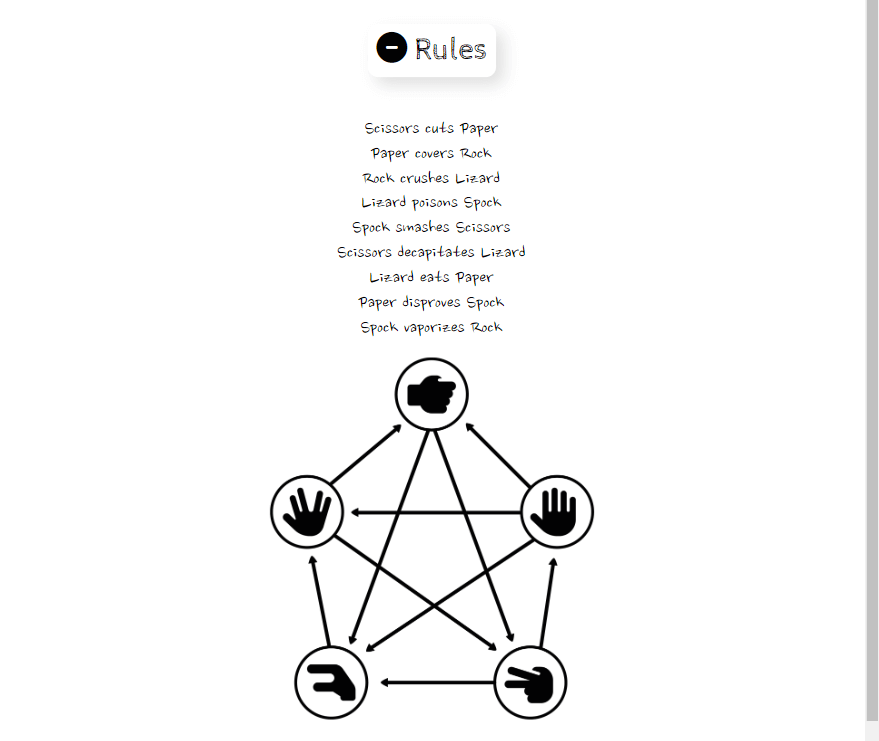 Rules
Scissors cuts Paper
Paper covers Rock
Rock crushes Lizard
Lizard poisons Spock
Spock smashes Scissors
Scissors decapitates Lizard
Lizard eats Paper
Paper disproves Spock
Spock vaporizes Rock